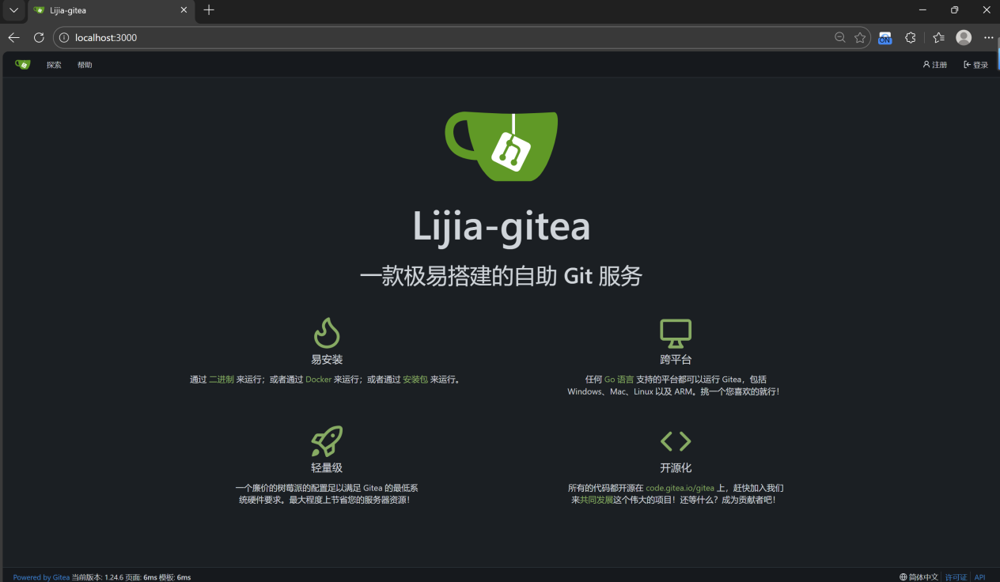 Lijia-gitea
localhost:3000
ON
探索 帮助 注册 登录
Lijia-gitea
一款极易搭建的自助 Git 服务
易安装
通过 二进制 来运行；或者通过 Docker 来运行；或者通过 安装包 来运行。
跨平台
任何 Go 语言 支持的平台都可以运行 Gitea，包括
Windows、Mac、Linux 以及 ARM。挑一个您喜欢的就行！
轻量级
一个廉价的树莓派的配置足以满足 Gitea 的最低系
统硬件要求。最大程度上节省您的服务器资源！
开源化
所有的代码都开源在 code.gitea.io/gitea 上，赶快加入我们
来共同发展这个伟大的项目！还等什么？成为贡献者吧！
Powered by Gitea 当前版本: 1.24.6 页面: 6ms 模板: 6ms
简体中文 许可证 API